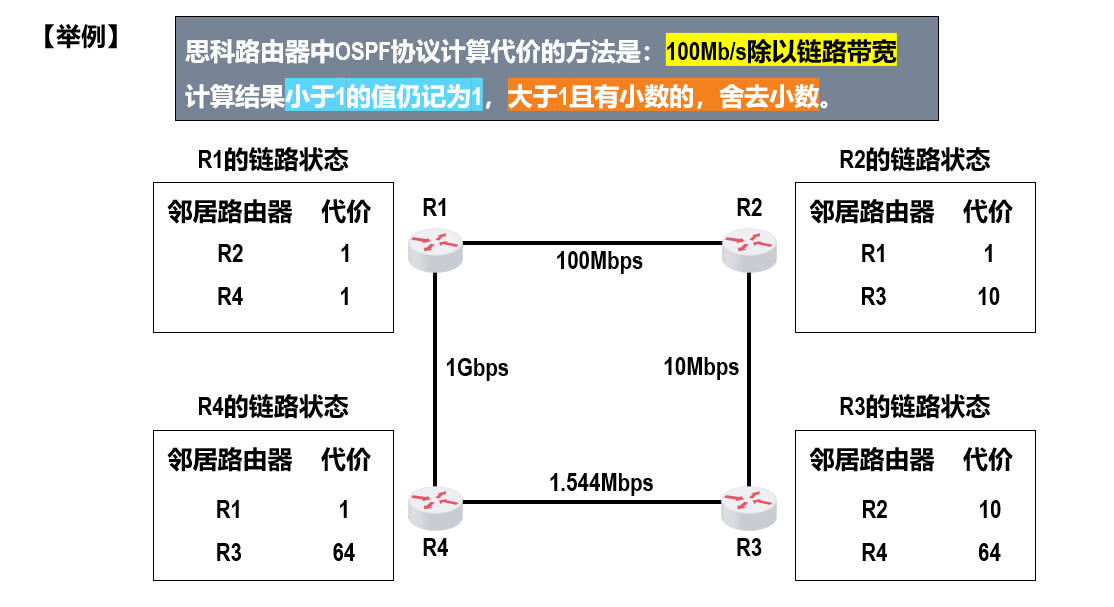 【举例】
思科路由器中OSPF协议计算代价的方法是：100Mb/s除以链路带宽
计算结果小于1的值仍记为1，大于1且有小数的，舍去小数。
R1的链路状态
邻居路由器 代价
R2 1
R4 1
R2的链路状态
邻居路由器 代价
R1 1
R3 10
R1
R2
100Mbps
1Gbps
10Mbps
1.544Mbps
R4
R3
R4的链路状态
邻居路由器 代价
R1 1
R3 64
R3的链路状态
邻居路由器 代价
R2 10
R4 64